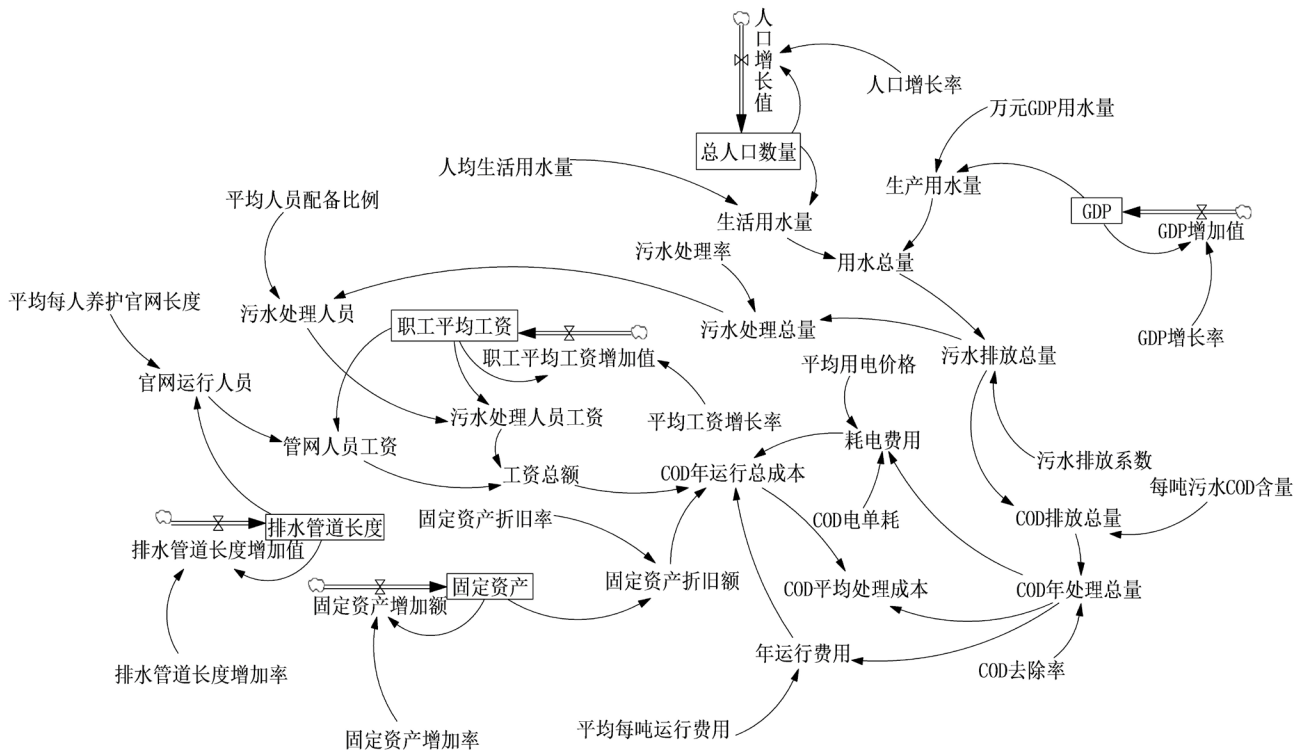 人口增长值
人口增长率
万元GDP用水量
总人口数量
人均生活用水量
生产用水量
平均人员配备比例
GDP
生活用水量
GDP增加值
污水处理率
用水总量
平均每人养护官网长度
污水处理人员
职工平均工资
污水处理总量
GDP增长率
职工平均工资增加值
污水排放总量
平均用电价格
官网运行人员
污水处理人员工资
平均工资增长率
管网人员工资
耗电费用
污水排放系数
工资总额
COD年运行总成本
每吨污水COD含量
固定资产折旧率
COD电单耗
COD排放总量
排水管道长度
排水管道长度增加值
固定资产折旧额
固定资产
COD平均处理成本
COD年处理总量
固定资产增加额
年运行费用
排水管道长度增加率
COD去除率
平均每吨运行费用
固定资产增加率